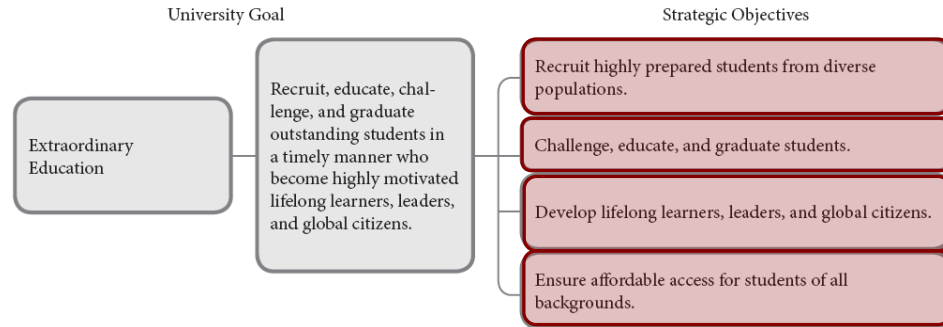 University Goal
Strategic Objectives
Extraordinary
Education
Recruit, educate, chal-
lenge, and graduate
outstanding students in
a timely manner who
become highly motivated
lifelong learners, leaders,
and global citizens.
Recruit highly prepared students from diverse
populations.
Challenge, educate, and graduate students.
Develop lifelong learners, leaders, and global citizens.
Ensure affordable access for students of all
backgrounds.